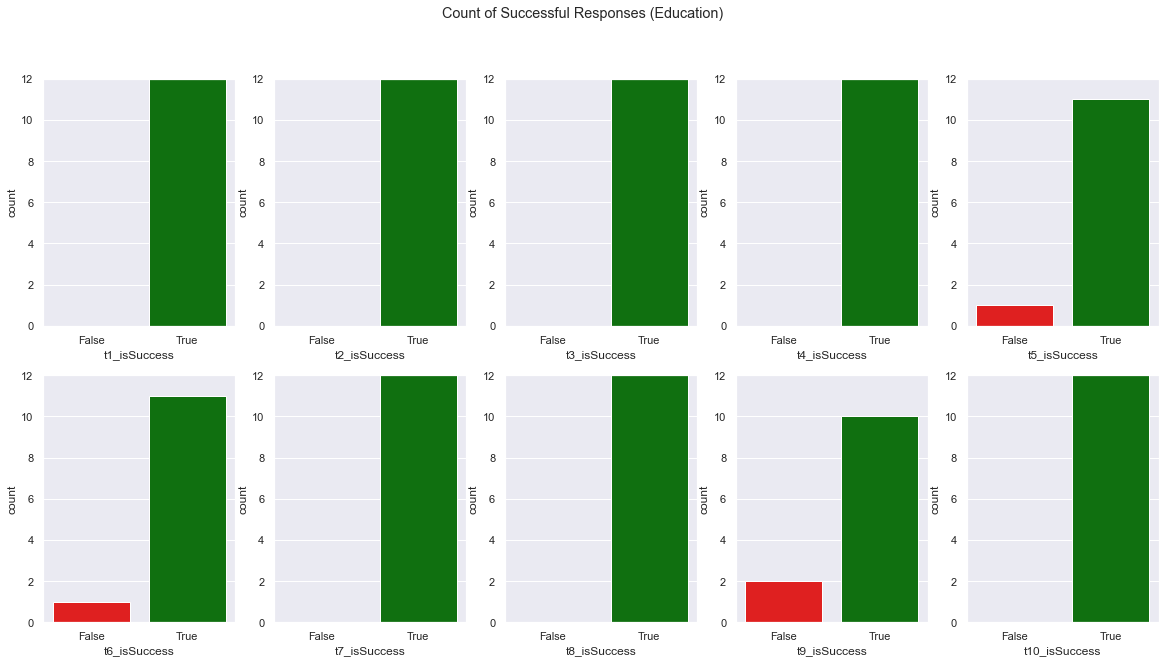 Count of Successful Responses (Education)
12
10
8
6
4
2
0
count
False True
t1_isSuccess
12
10
8
6
4
2
0
count
False True
t2_isSuccess
12
10
8
6
4
2
0
count
False True
t3_isSuccess
12
10
8
6
4
2
0
count
False True
t4_isSuccess
12
10
8
6
4
2
0
count
False True
t5_isSuccess
12
10
8
6
4
2
0
count
False True
t6_isSuccess
12
10
8
6
4
2
0
count
False True
t7_isSuccess
12
10
8
6
4
2
0
count
False True
t8_isSuccess
12
10
8
6
4
2
0
count
False True
t9_isSuccess
12
10
8
6
4
2
0
count
False True
t10_isSuccess